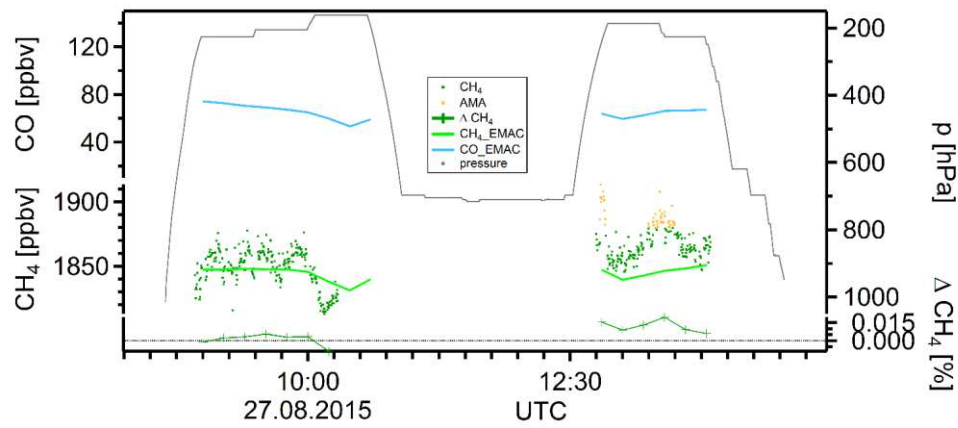 CO [ppbv]
120
80
40
CH₄ [ppbv]
1900
1850
CH₄
AMA
Δ CH₄
CH₄_EMAC
CO_EMAC
pressure
200
400
600
800
1000
p [hPa]
0.015
0.000
Δ CH₄ [%]
10:00
12:30
27.08.2015
UTC